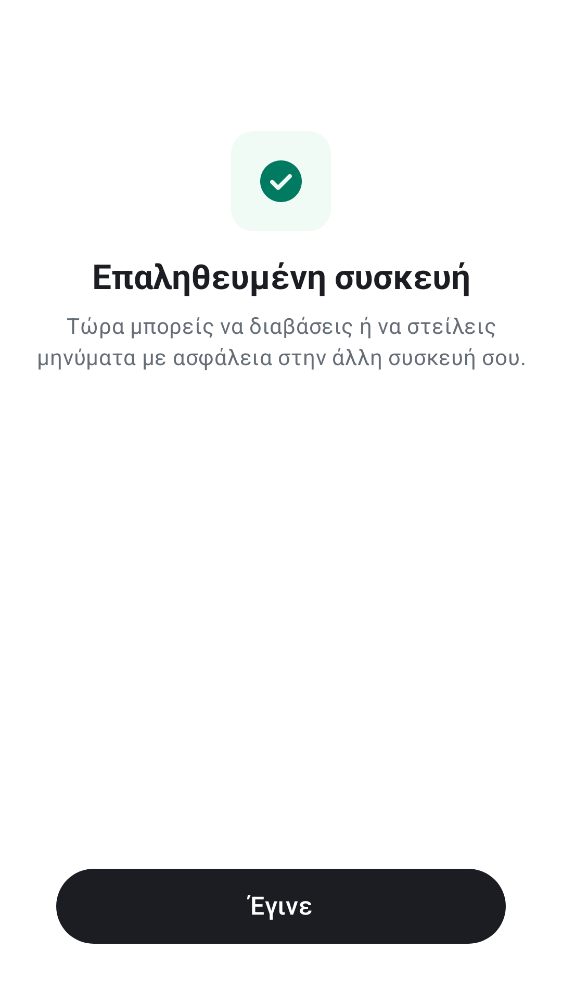 Επαληθευμένη συσκευή
Τώρα μπορείς να διαβάσεις ή να στείλεις
μηνύματα με ασφάλεια στην άλλη συσκευή σου.
Έγινε